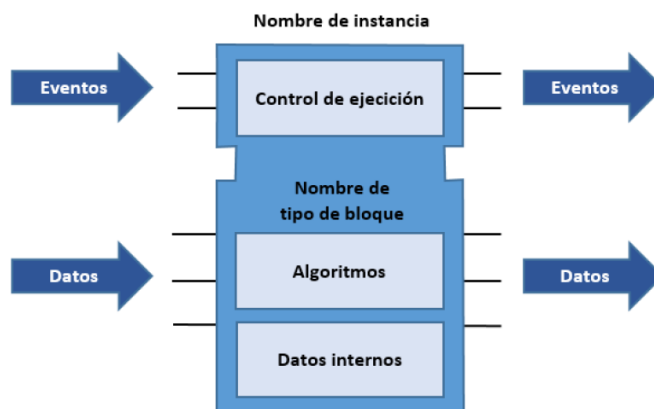 Nombre de instancia
Eventos
Control de ejecición
Eventos
Nombre de
tipo de bloque
Datos
Algoritmos
Datos
Datos internos